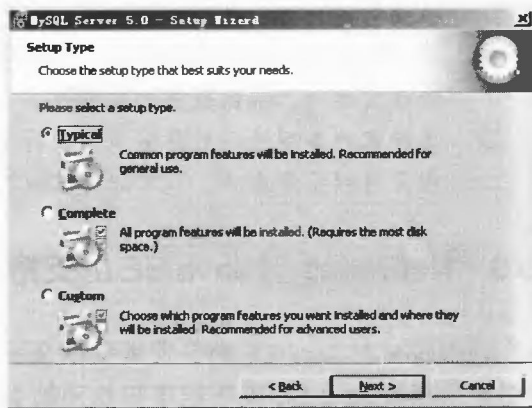 MySQL Server 5.0 - Setup Wizard
Setup Type
Choose the setup type that best suits your needs.
Please select a setup type.
Typical
Common program features will be installed. Recommended for
general use.
Complete
All program features will be installed. (Requires the most disk
space.)
Custom
Choose which program features you want installed and where they
will be installed. Recommended for advanced users.
< Back
Next >
Cancel